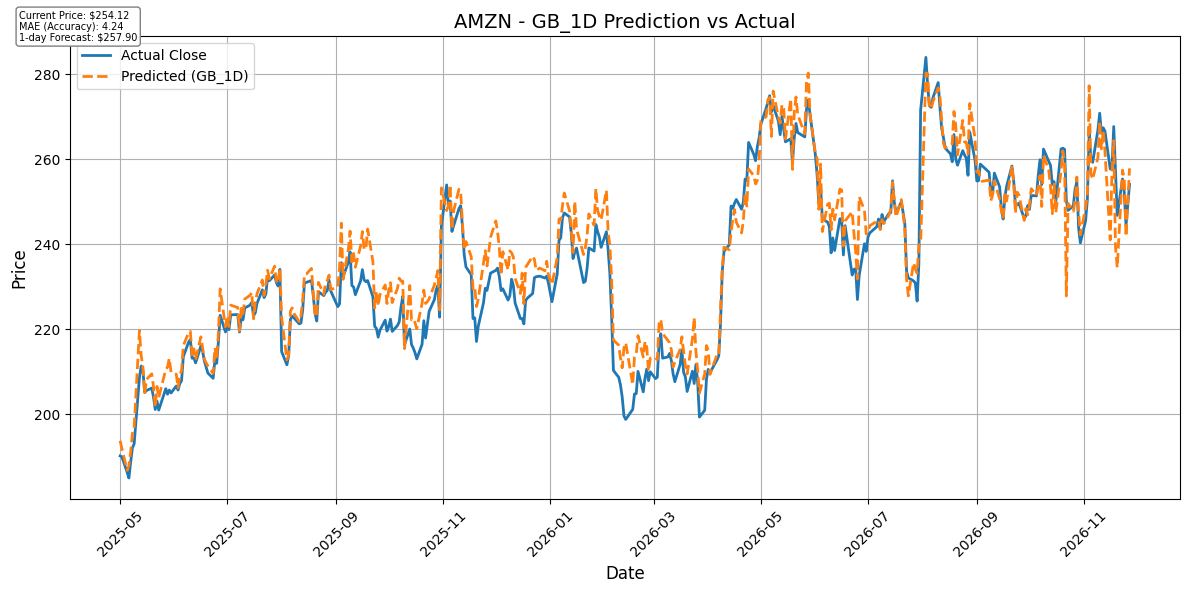 Current Price: $254.12
MAE (Accuracy): 4.24
1-day Forecast: $257.90
AMZN - GB_1D Prediction vs Actual
Actual Close
Predicted (GB_1D)
Price
280
260
240
220
200
2025-05
2025-07
2025-09
2025-11
2026-01
2026-03
2026-05
2026-07
2026-09
2026-11
Date